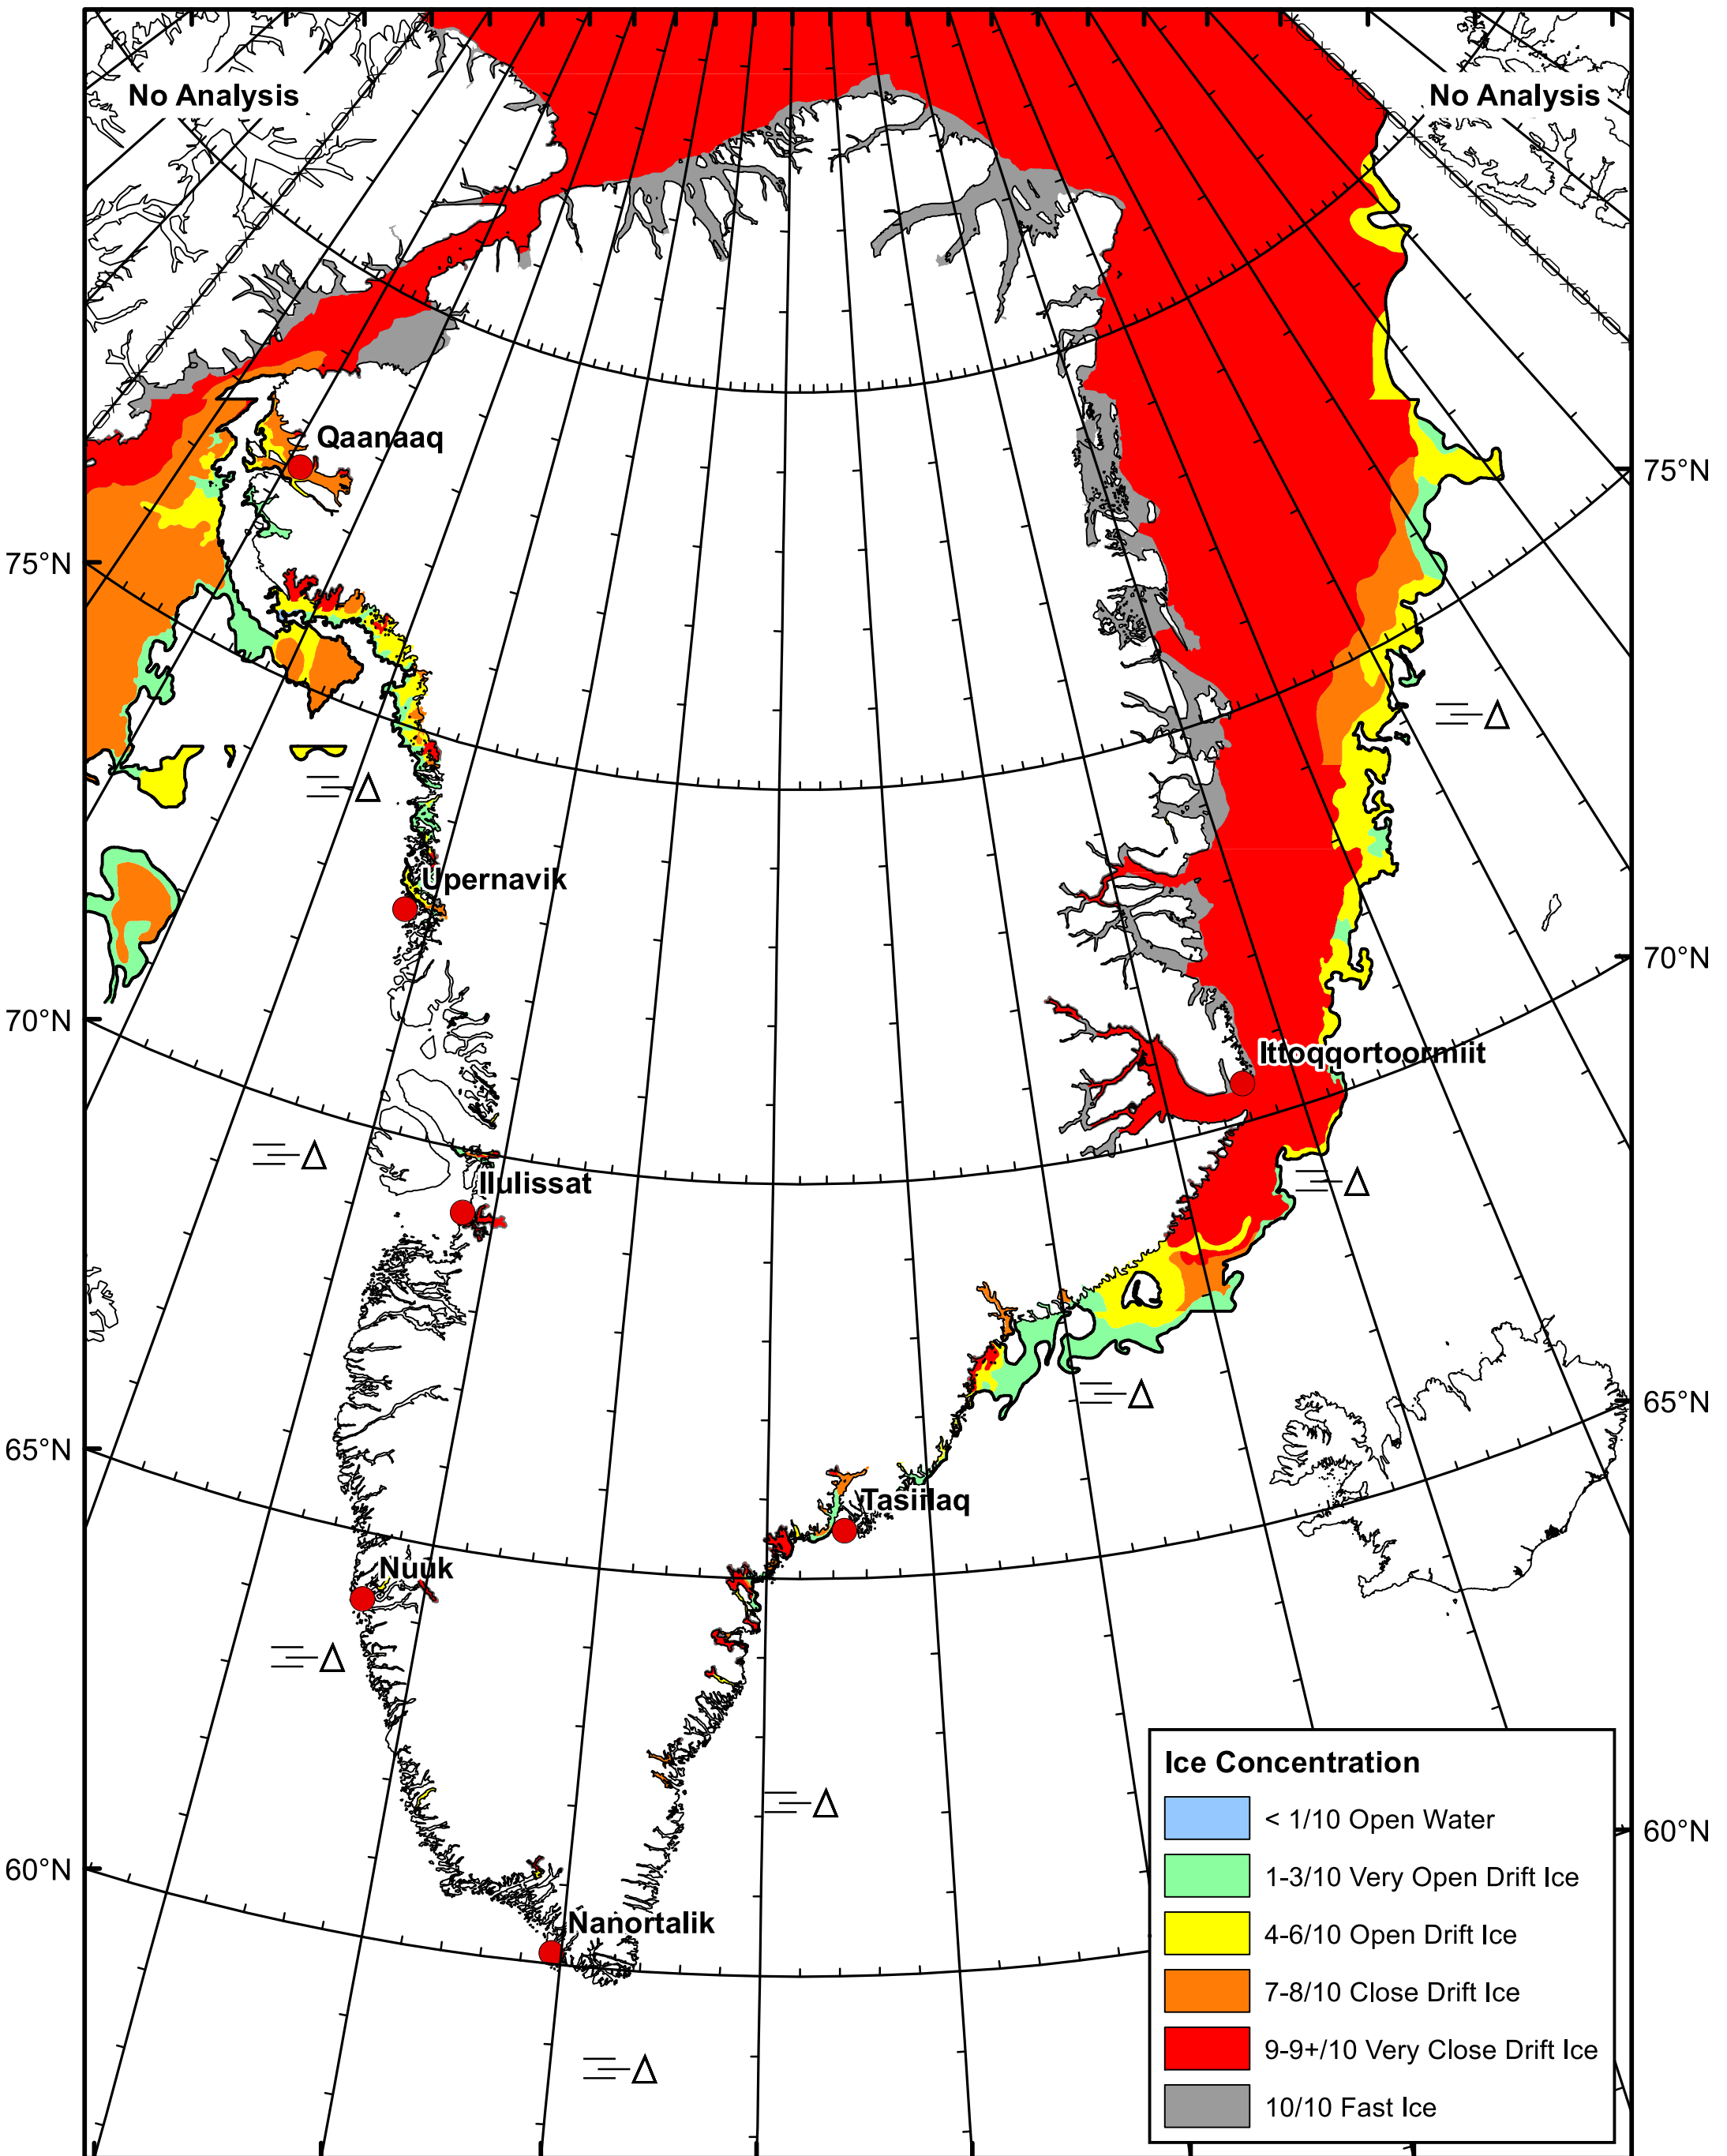 No Analysis
No Analysis
Qaanaaq
75°N
75°N
Upernavik
70°N
70°N
Ittoqqortoormiit
Ilulissat
65°N
65°N
Tasiilaq
Nuuk
60°N
60°N
Nanortalik
Ice Concentration
< 1/10 Open Water
1-3/10 Very Open Drift Ice
4-6/10 Open Drift Ice
7-8/10 Close Drift Ice
9-9+/10 Very Close Drift Ice
10/10 Fast Ice